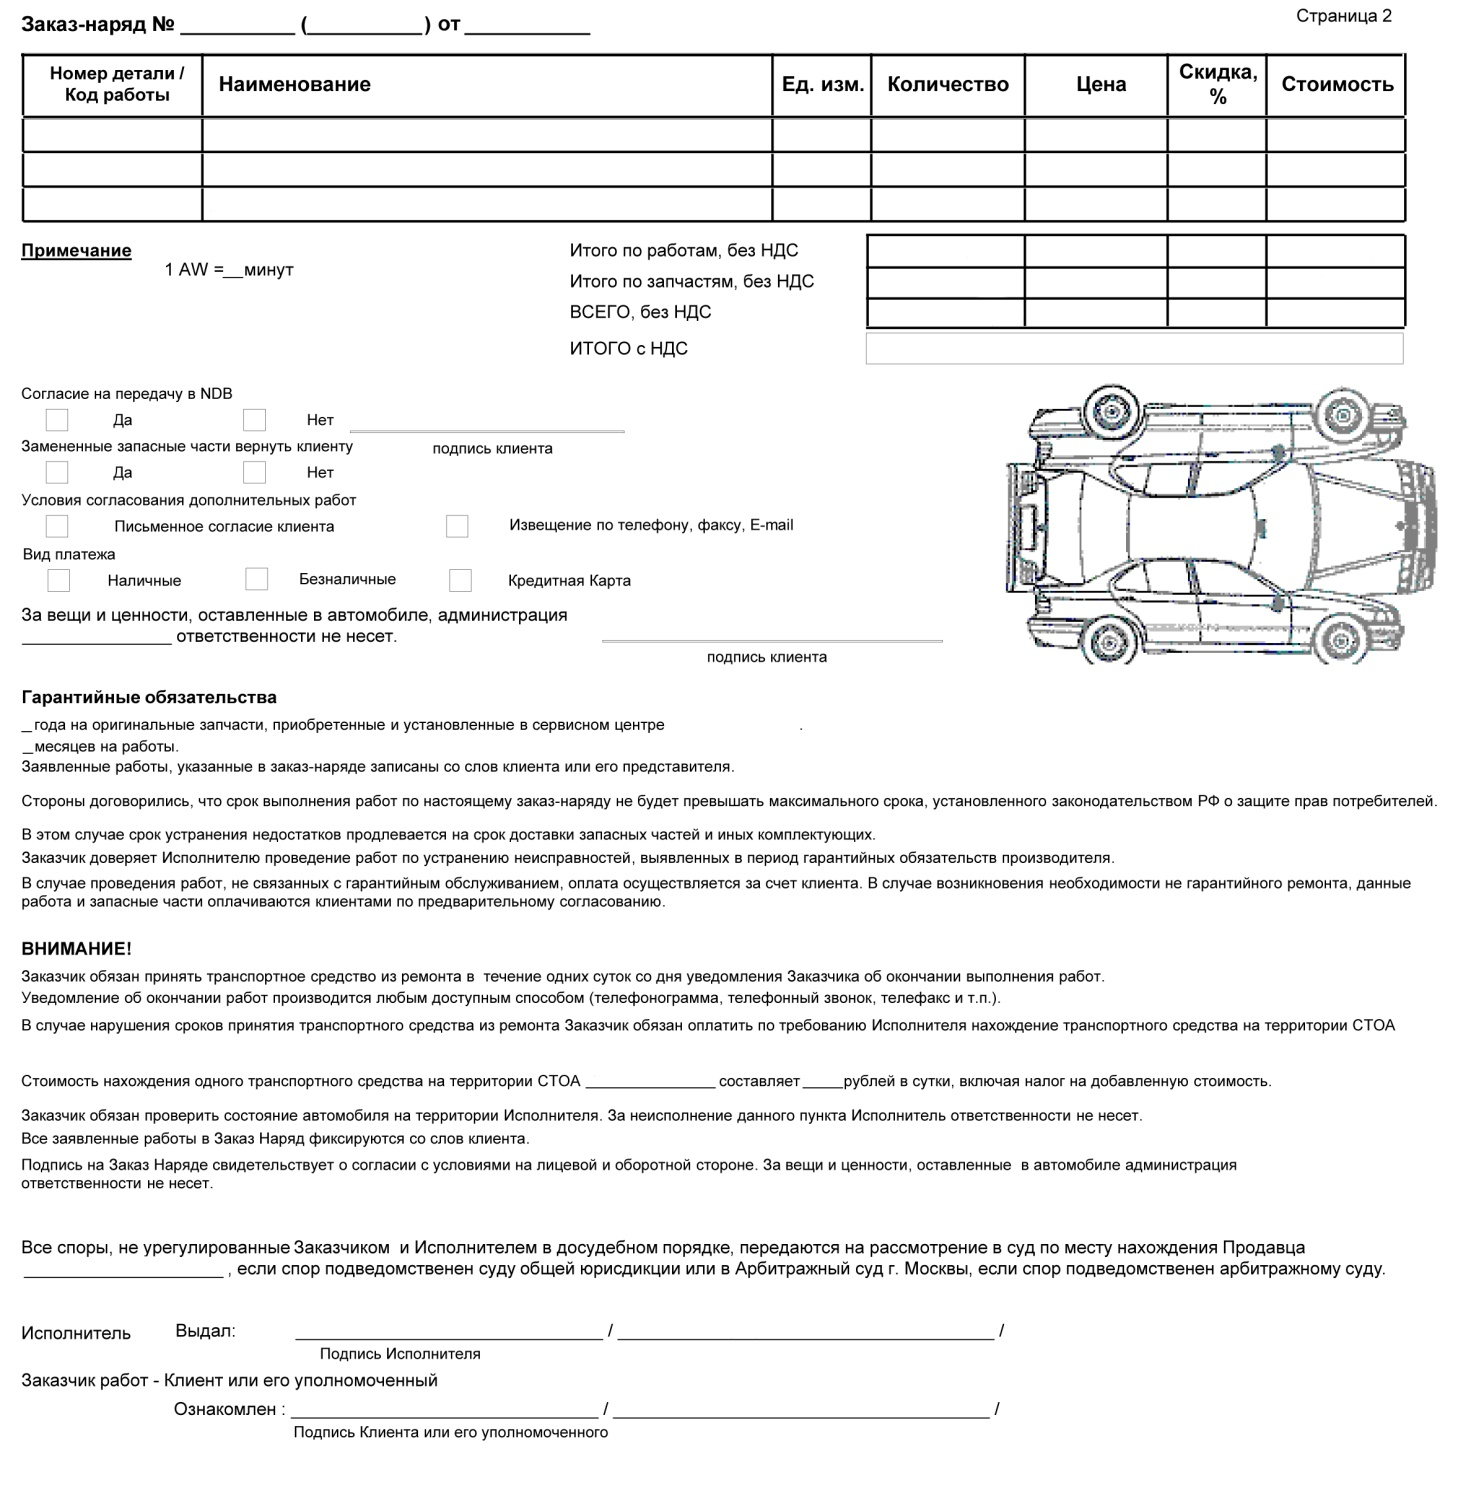 Заказ-наряд № __________ (__________) от ___________
Страница 2
Номер детали / Код работы
Наименование
Ед. изм.
Количество
Цена
Скидка, %
Стоимость
Примечание
1 AW =__минут
Итого по работам, без НДС
Итого по запчастям, без НДС
ВСЕГО, без НДС
ИТОГО с НДС
Согласие на передачу в NDB
Да Нет
подпись клиента
Замененные запасные части вернуть клиенту
Да Нет
Условия согласования дополнительных работ
Письменное согласие клиента Извещение по телефону, факсу, E-mail
Вид платежа
Наличные Безналичные Кредитная Карта
За вещи и ценности, оставленные в автомобиле, администрация
________________ ответственности не несет.
подпись клиента
Гарантийные обязательства
_года на оригинальные запчасти, приобретенные и установленные в сервисном центре .
_месяцев на работы.
Заявленные работы, указанные в заказ-наряде записаны со слов клиента или его представителя.
Стороны договорились, что срок выполнения работ по настоящему заказ-наряду не будет превышать максимального срока, установленного законодательством РФ о защите прав потребителей.
В этом случае срок устранения недостатков продлевается на срок доставки запасных частей и иных комплектующих.
Заказчик доверяет Исполнителю проведение работ по устранению неисправностей, выявленных в период гарантийных обязательств производителя.
В случае проведения работ, не связанных с гарантийным обслуживанием, оплата осуществляется за счет клиента. В случае возникновения необходимости не гарантийного ремонта, данные
работа и запасные части оплачиваются клиентами по предварительному согласованию.
ВНИМАНИЕ!
Заказчик обязан принять транспортное средство из ремонта в течение одних суток со дня уведомления Заказчика об окончании выполнения работ.
Уведомление об окончании работ производится любым доступным способом (телефонограмма, телефонный звонок, телефакс и т.п.).
В случае нарушения сроков принятия транспортного средства из ремонта Заказчик обязан оплатить по требованию Исполнителя нахождение транспортного средства на территории СТОА
Стоимость нахождения одного транспортного средства на территории СТОА ________________ составляет _____рублей в сутки, включая налог на добавленную стоимость.
Заказчик обязан проверить состояние автомобиля на территории Исполнителя. За неисполнение данного пункта Исполнитель ответственности не несет.
Все заявленные работы в Заказ Наряд фиксируются со слов клиента.
Подпись на Заказ Наряде свидетельствует о согласии с условиями на лицевой и оборотной стороне. За вещи и ценности, оставленные в автомобиле администрация
ответственности не несет.
Все споры, не урегулированные Заказчиком и Исполнителем в досудебном порядке, передаются на рассмотрение в суд по месту нахождения Продавца
____________________ , если спор подведомственен суду общей юрисдикции или в Арбитражный суд г. Москвы, если спор подведомственен арбитражному суду.
Исполнитель Выдал: ______________________________ / ______________________________________ /
Подпись Исполнителя
Заказчик работ - Клиент или его уполномоченный
Ознакомлен : ______________________________ / ______________________________________ /
Подпись Клиента или его уполномоченного